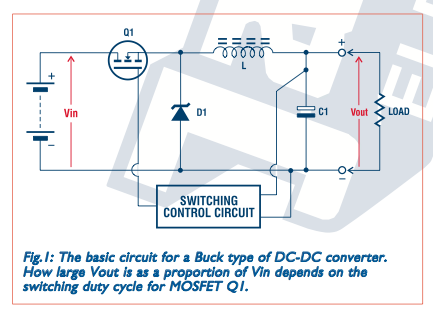 Q1
+
L
+
Vin
D1
C1
Vout
LOAD
–
–
SWITCHING
CONTROL CIRCUIT
Fig.1: The basic circuit for a Buck type of DC-DC converter.
How large Vout is as a proportion of Vin depends on the
switching duty cycle for MOSFET Q1.